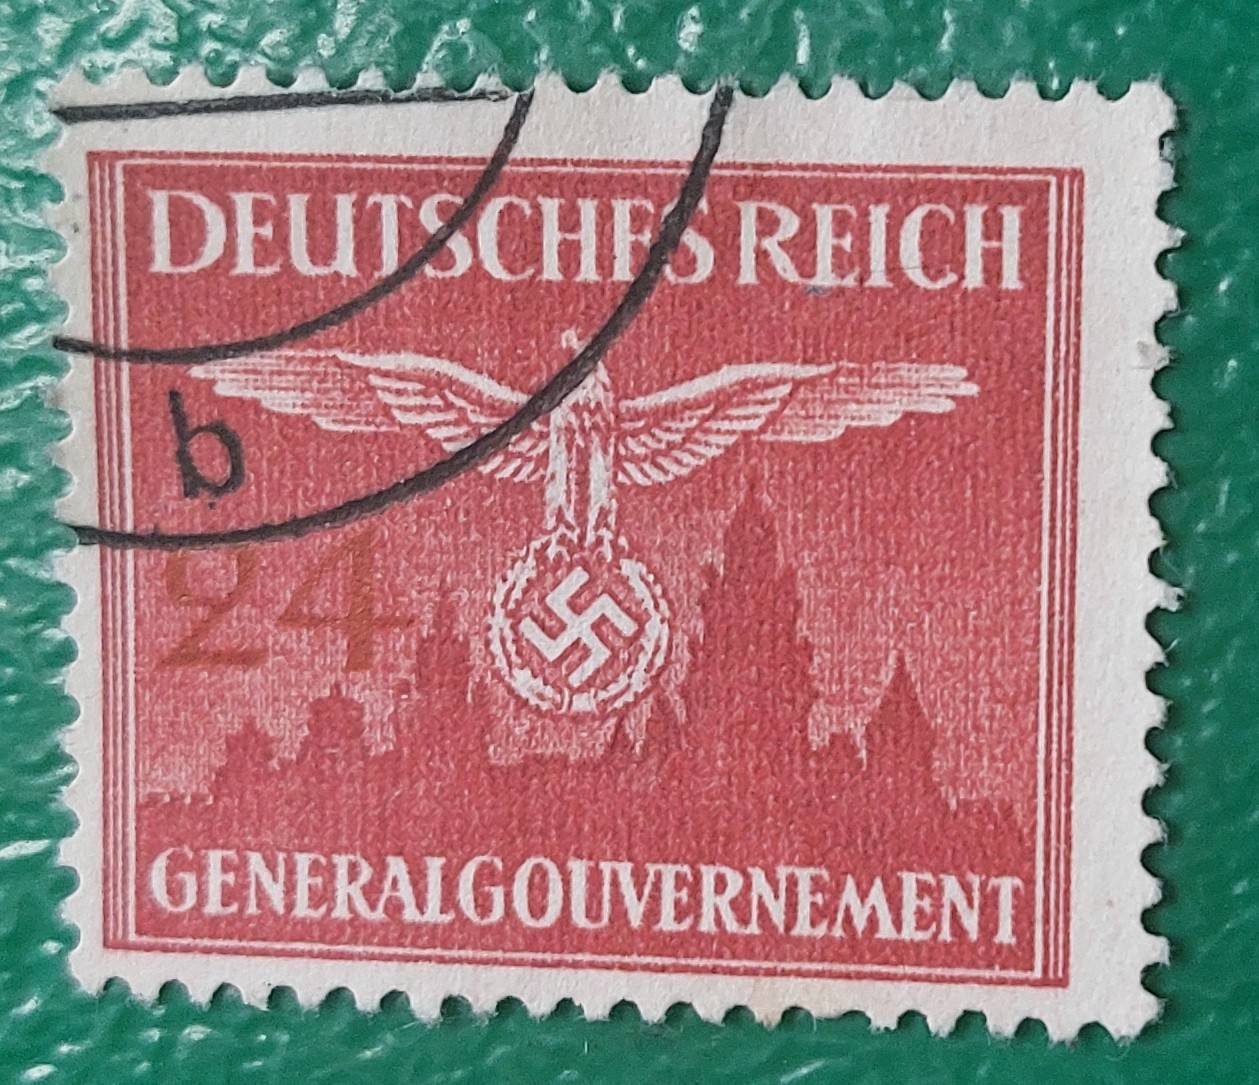 DEUTSCHES REICH
b
24
GENERALGOUVERNEMENT